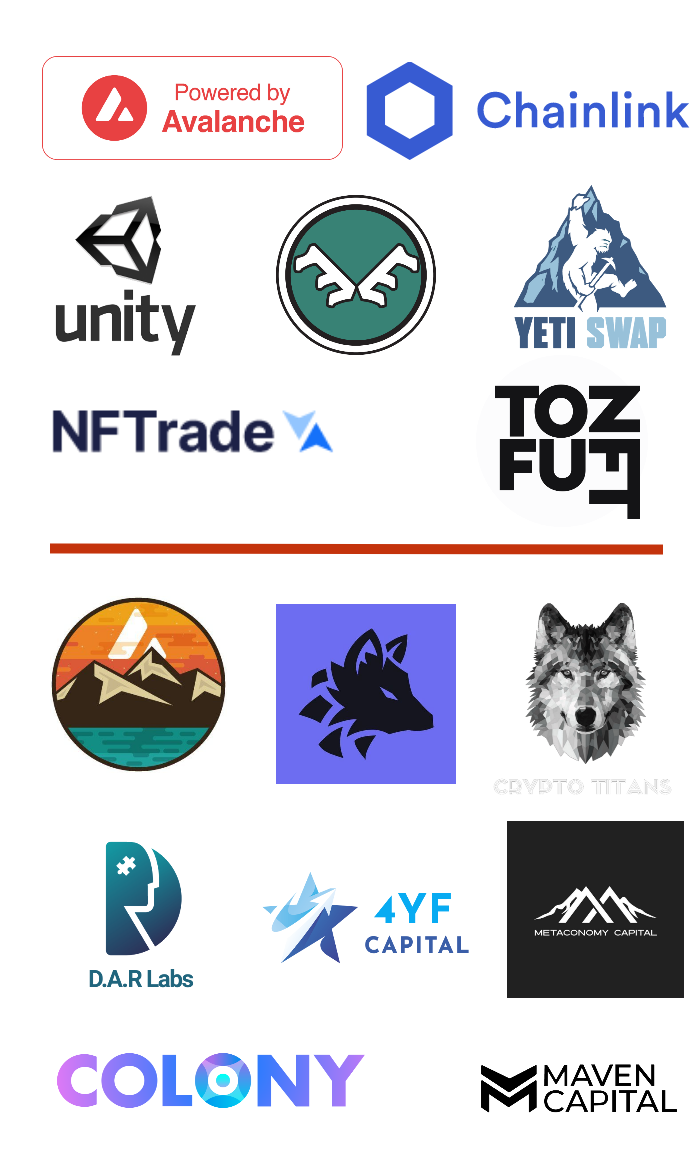 Powered by
Avalanche
Chainlink
unity
YETI SWAP
NFTrade
TOZ
FUFT
CRYPTO TITANS
D.A.R Labs
4YF
CAPITAL
METACONOMY CAPITAL
COLONY
MAVEN
CAPITAL